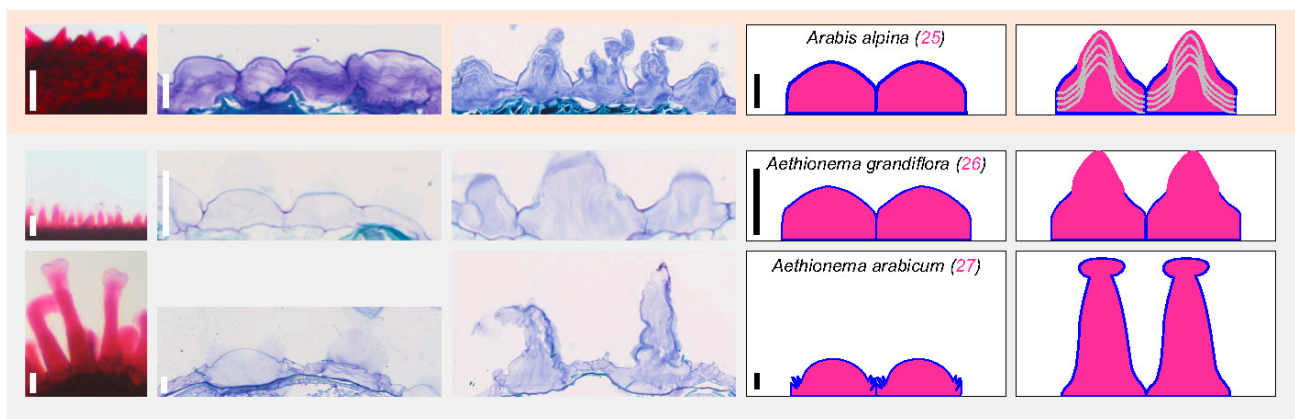 Arabis alpina (25)
Aethionema grandiflora (26)
Aethionema arabicum (27)